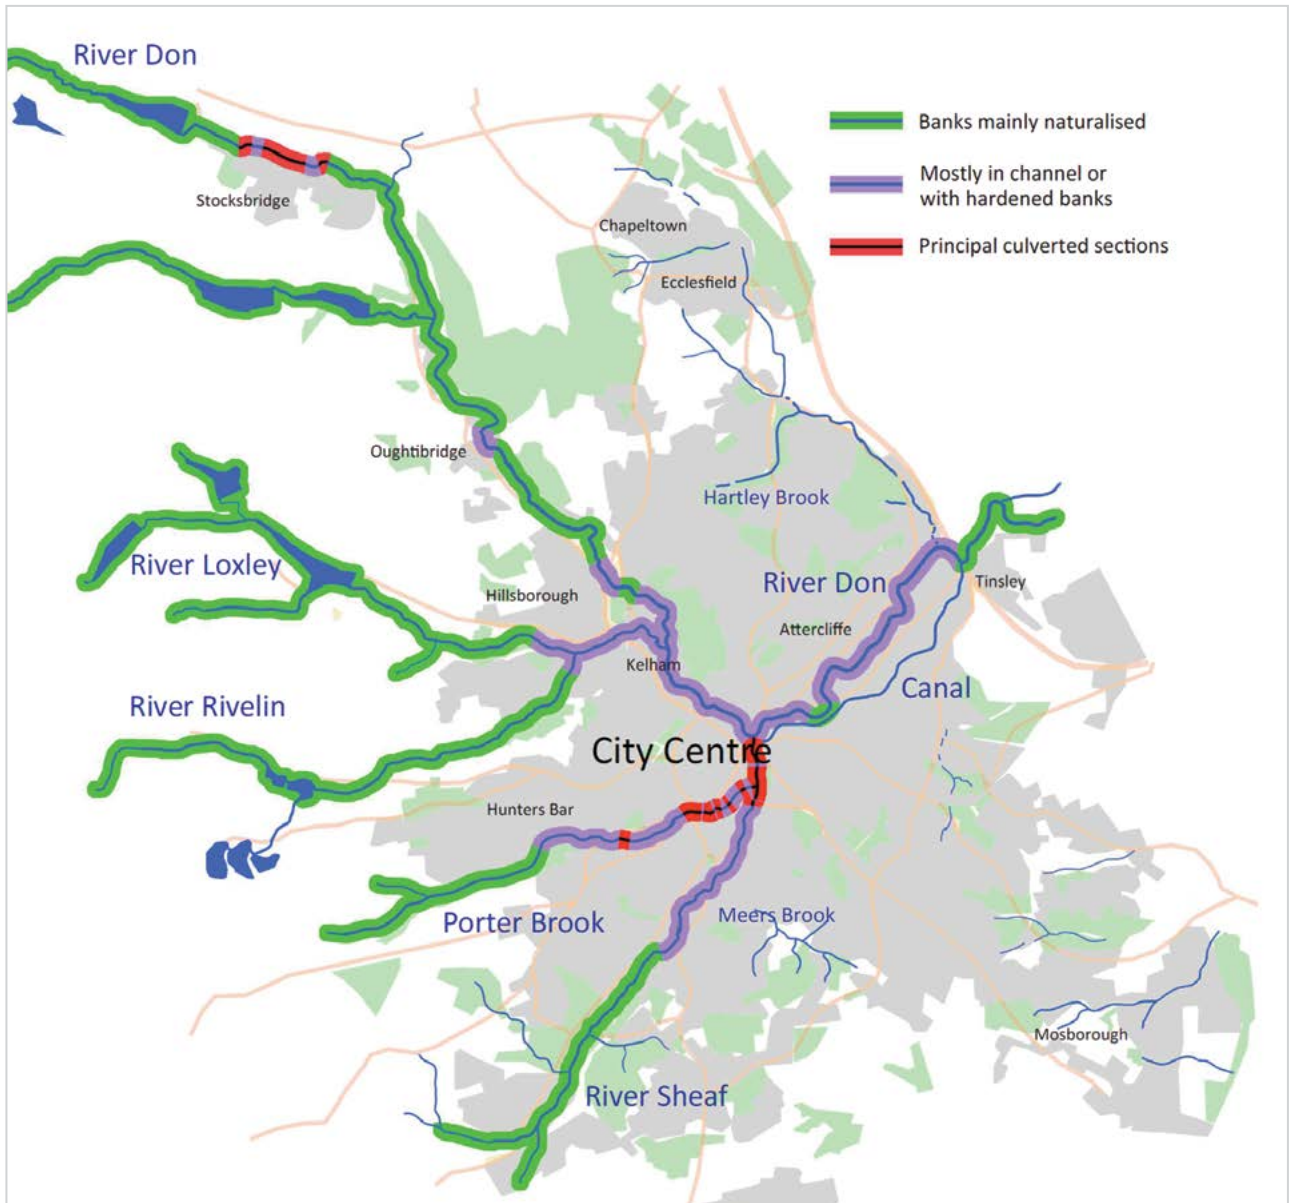 River Don
Banks mainly naturalised
Mostly in channel or
with hardened banks
Stocksbridge
Chapeltown
Principal culverted sections
Ecclesfield
Oughtibridge
Hartley Brook
River Loxley
River Don
Tinsley
Hillsborough
Attercliffe
Kelham
Canal
River Rivelin
City Centre
Hunters Bar
Porter Brook
Meers Brook
Mosborough
River Sheaf